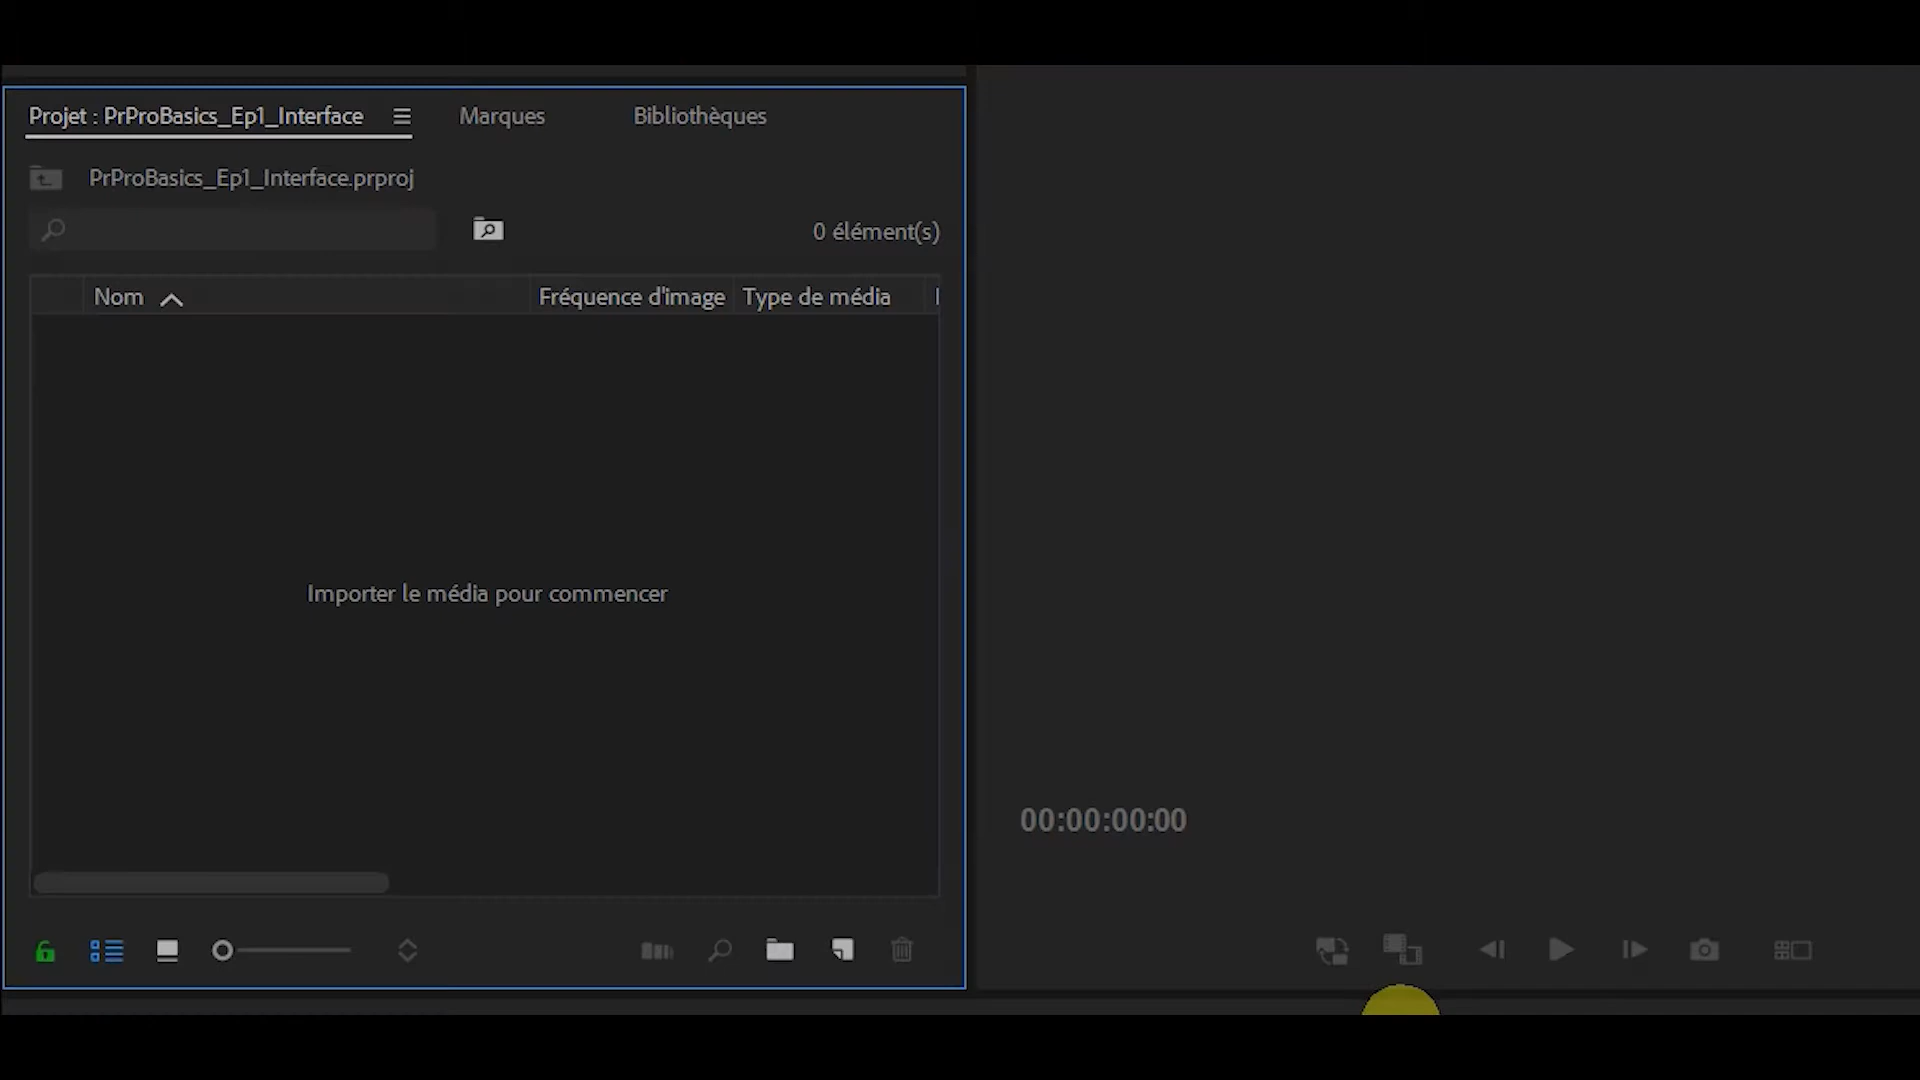 Projet : PrProBasics_Ep1_Interface
Marques
Bibliothèques
PrProBasics_Ep1_Interface.prproj
0 élément(s)
Nom
Fréquence d'image
Type de média
Importer le média pour commencer
00:00:00:00